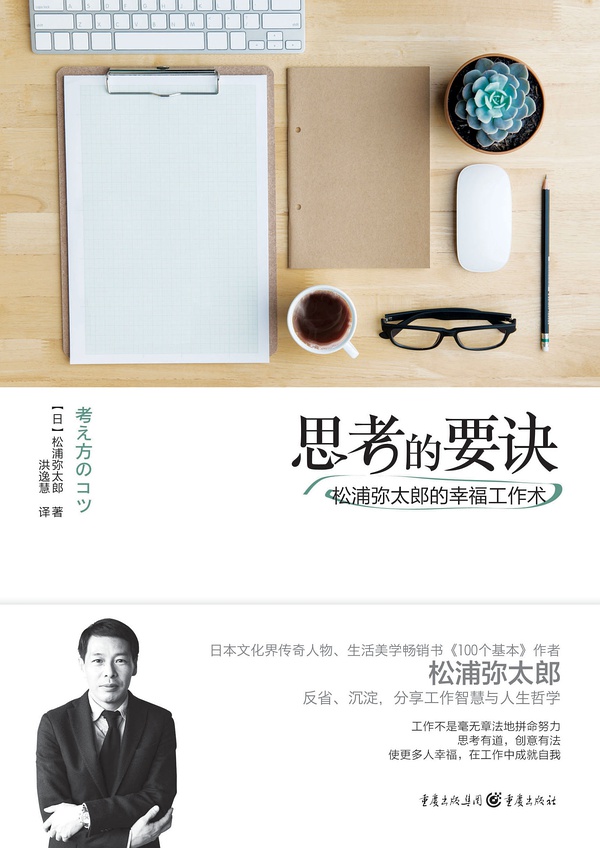 思考的要诀
松浦弥太郎的幸福工作术
考え方のコツ
【日】松浦弥太郎 著
洪逸慧 译
日本文化界传奇人物、生活美学畅销书《100个基本》作者
松浦弥太郎
反省、沉淀，分享工作智慧与人生哲学
工作不是毫无章法地拼命努力
思考有道，创意有法
使更多人幸福，在工作中成就自我
重庆出版集团 重庆出版社